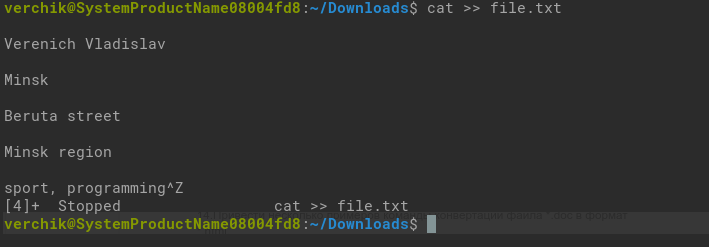 verchik@SystemProductName08004fd8:~/Downloads$ cat >> file.txt
Verenich Vladislav
Minsk
Beruta street
Minsk region
sport, programming^Z
[4]+  Stopped                 cat >> file.txt
verchik@SystemProductName08004fd8:~/Downloads$